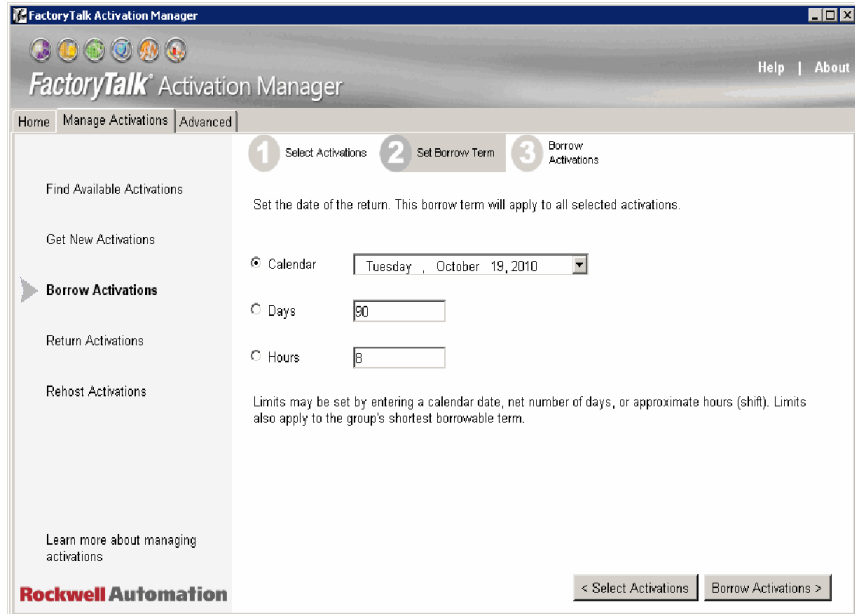 FactoryTalk Activation Manager
Help | About
FactoryTalk® Activation Manager
Home Manage Activations Advanced
1 Select Activations 2 Set Borrow Term 3 Borrow Activations
Find Available Activations
Set the date of the return. This borrow term will apply to all selected activations.
Get New Activations
Calendar Tuesday , October 19, 2010
Borrow Activations
Days 90
Return Activations
Hours 8
Rehost Activations
Limits may be set by entering a calendar date, net number of days, or approximate hours (shift). Limits
also apply to the group's shortest borrowable term.
Learn more about managing
activations
Rockwell Automation
< Select Activations Borrow Activations >